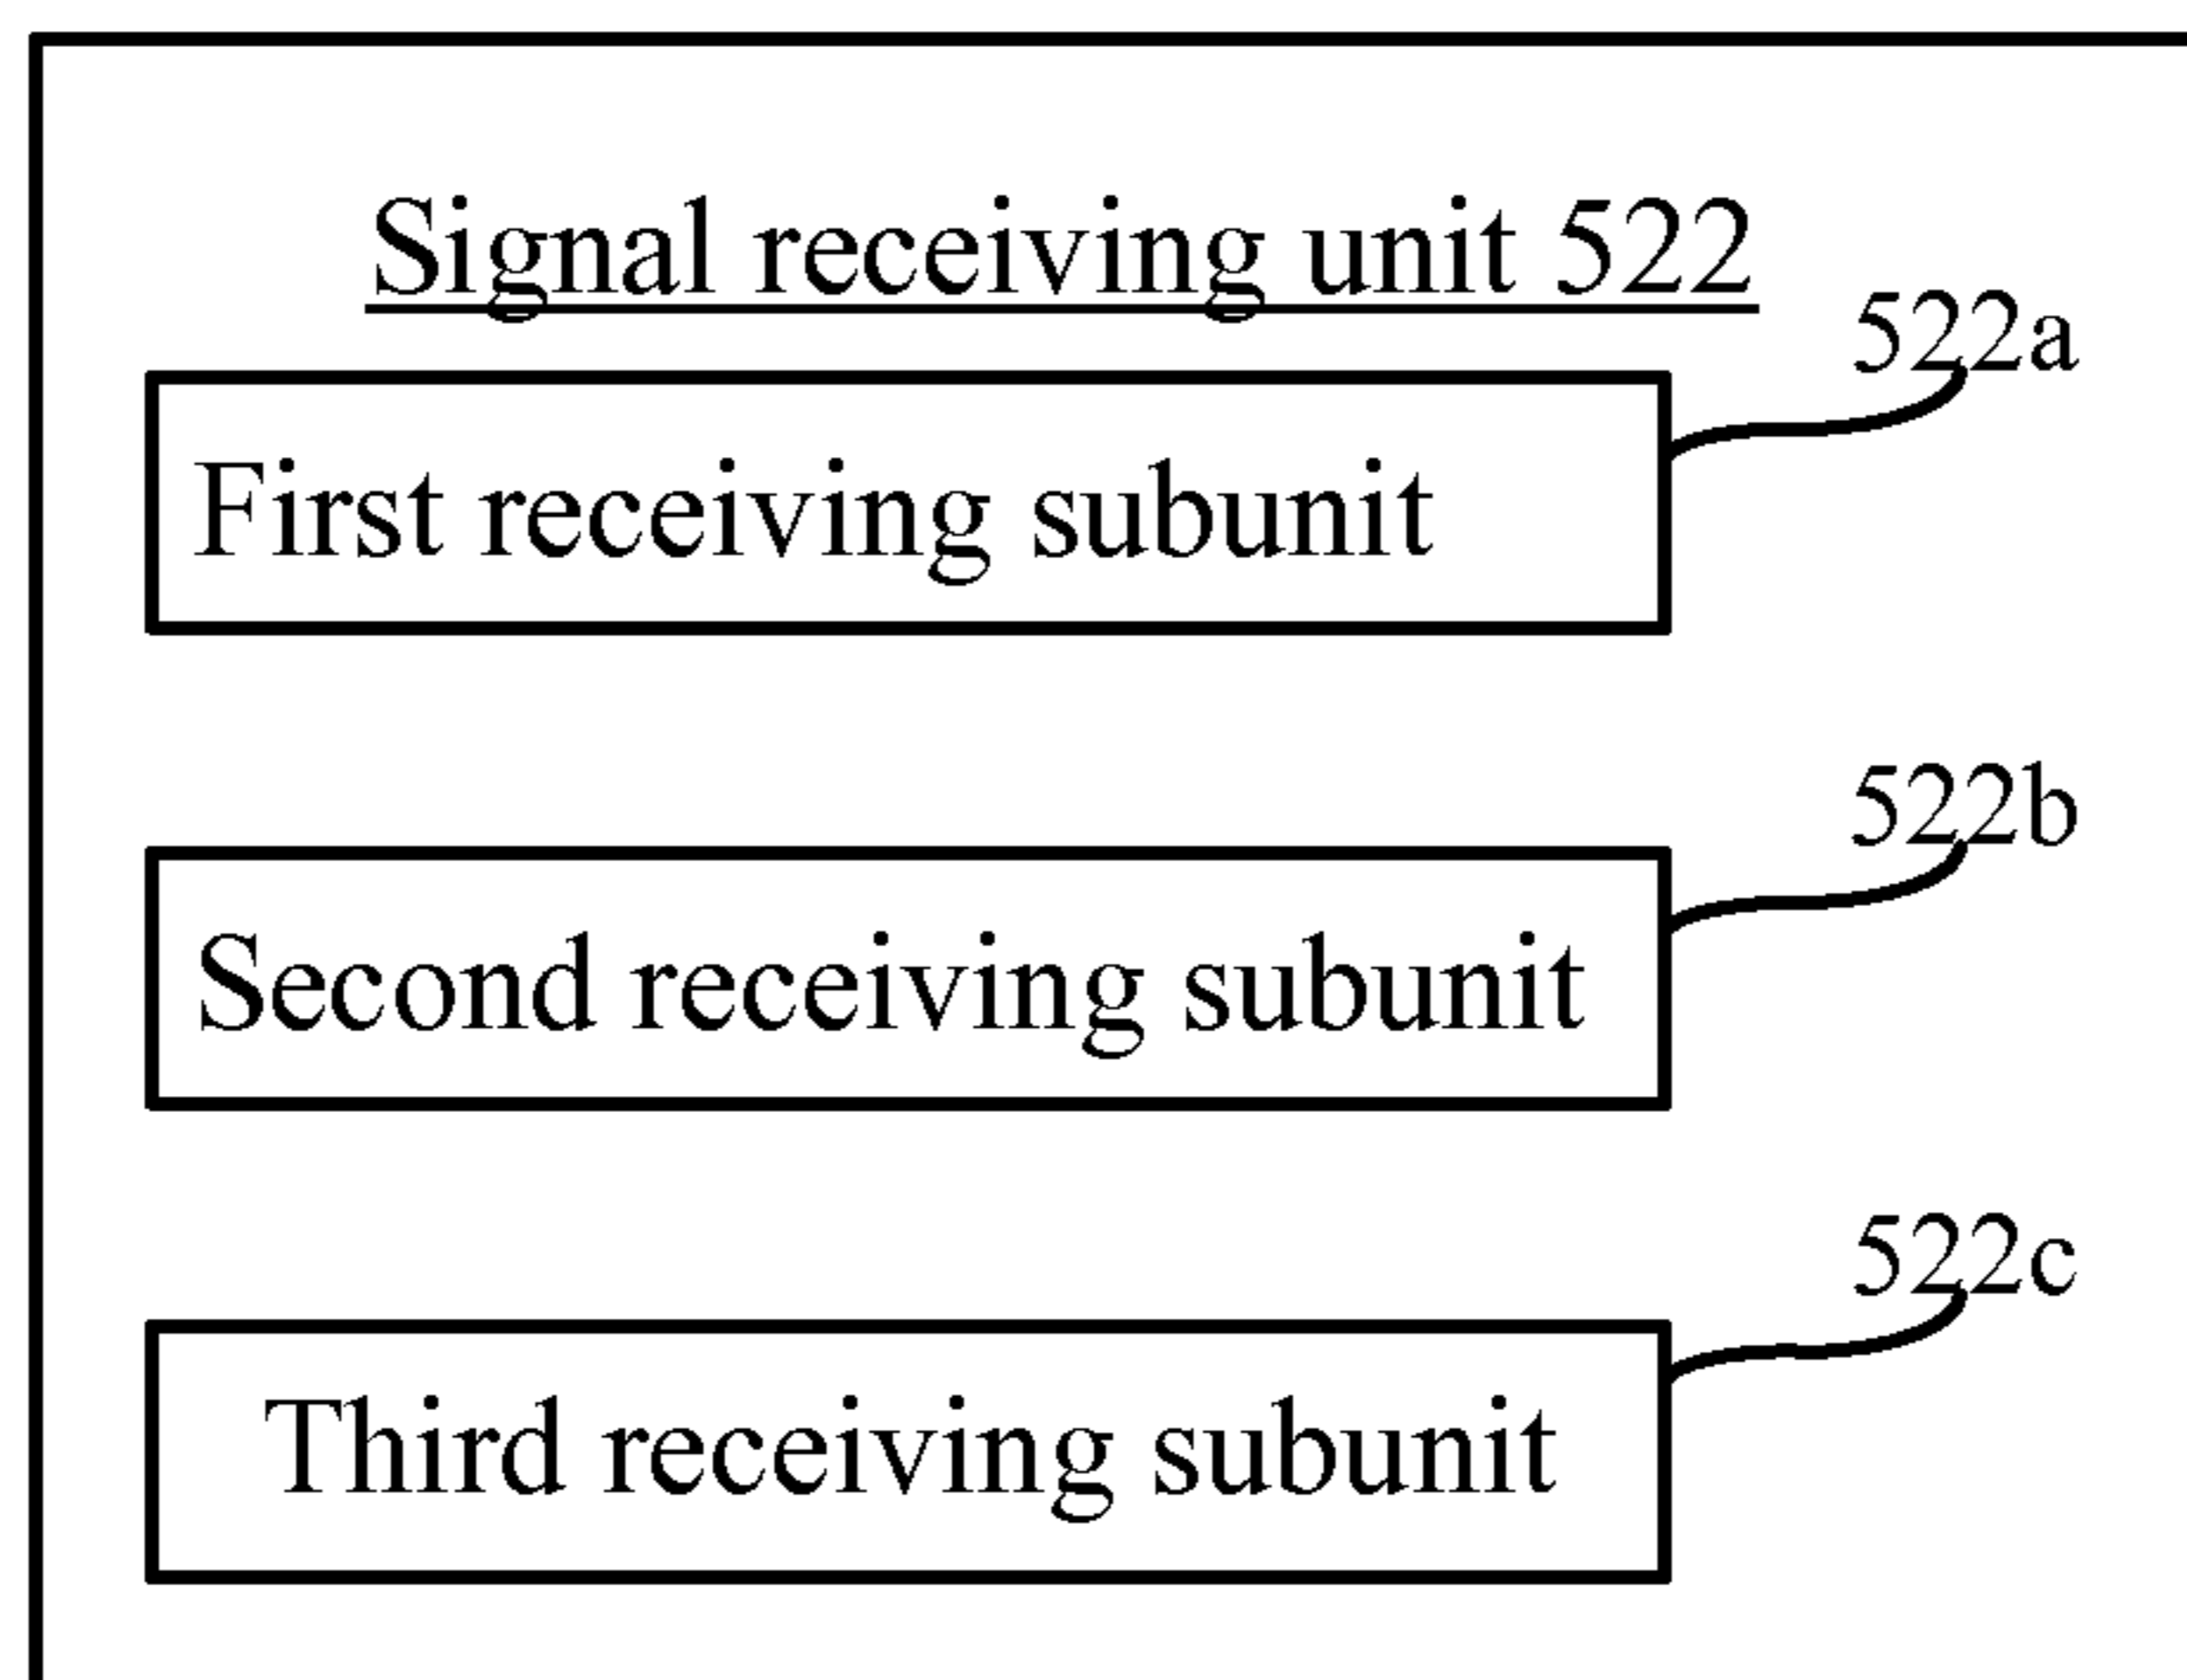 Signal receiving unit 522
522a
First receiving subunit
522b
Second receiving subunit
522c
Third receiving subunit